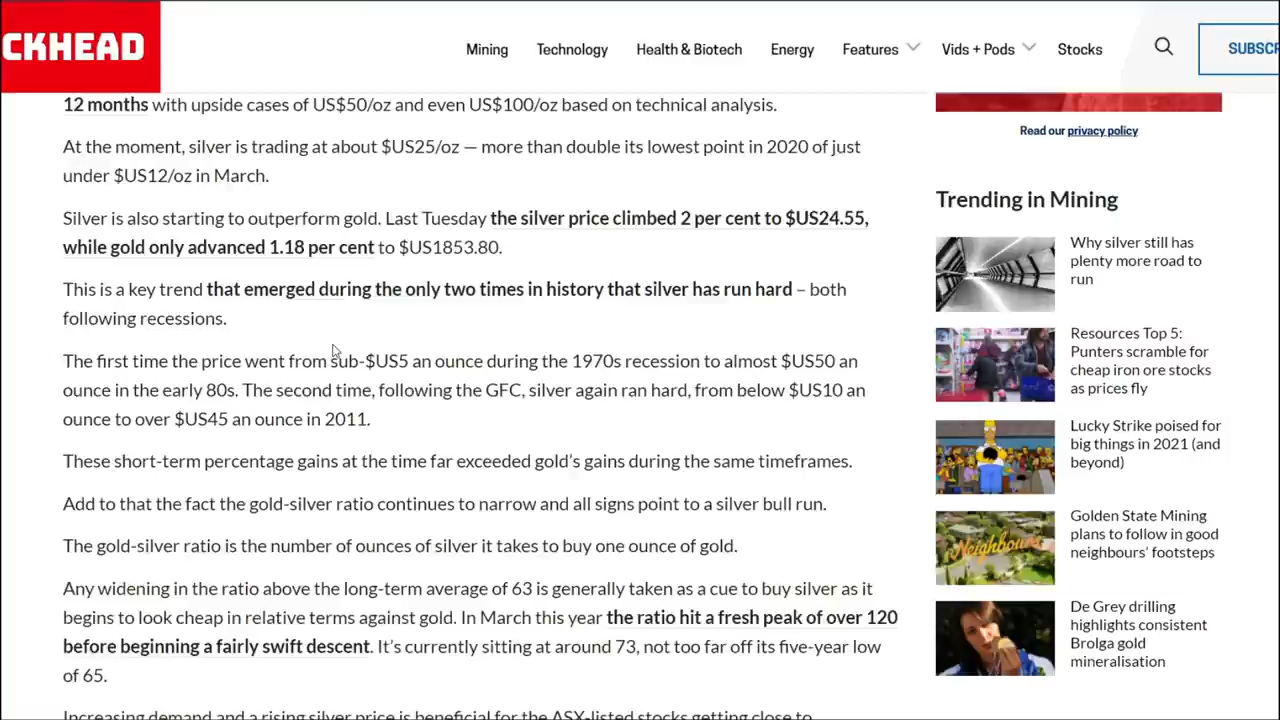 CKHEAD
Mining
Technology
Health & Biotech
Energy
Features
Vids + Pods
Stocks
SUBSCR
12 months with upside cases of US$50/oz and even US$100/oz based on technical analysis.
At the moment, silver is trading at about $US25/oz — more than double its lowest point in 2020 of just
under $US12/oz in March.
Silver is also starting to outperform gold. Last Tuesday the silver price climbed 2 per cent to $US24.55,
while gold only advanced 1.18 per cent to $US1853.80.
This is a key trend that emerged during the only two times in history that silver has run hard – both
following recessions.
The first time the price went from sub-$US5 an ounce during the 1970s recession to almost $US50 an
ounce in the early 80s. The second time, following the GFC, silver again ran hard, from below $US10 an
ounce to over $US45 an ounce in 2011.
These short-term percentage gains at the time far exceeded gold's gains during the same timeframes.
Add to that the fact the gold-silver ratio continues to narrow and all signs point to a silver bull run.
The gold-silver ratio is the number of ounces of silver it takes to buy one ounce of gold.
Any widening in the ratio above the long-term average of 63 is generally taken as a cue to buy silver as it
begins to look cheap in relative terms against gold. In March this year the ratio hit a fresh peak of over 120
before beginning a fairly swift descent. It's currently sitting at around 73, not too far off its five-year low
of 65.
Increasing demand and a rising silver price is beneficial for the ASX-listed stocks getting close to
Read our privacy policy
Trending in Mining
Why silver still has
plenty more road to
run
Resources Top 5:
Punters scramble for
cheap iron ore stocks
as prices fly
Lucky Strike poised for
big things in 2021 (and
beyond)
Neighbours
Golden State Mining
plans to follow in good
neighbours' footsteps
De Grey drilling
highlights consistent
Brolga gold
mineralisation